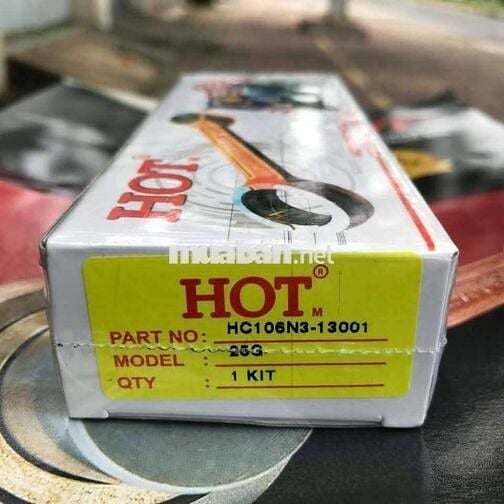 HOT®
muaban.net
HOT® M
PART NO: HC106N3-13001
MODEL : 25G
QTY : 1 KIT